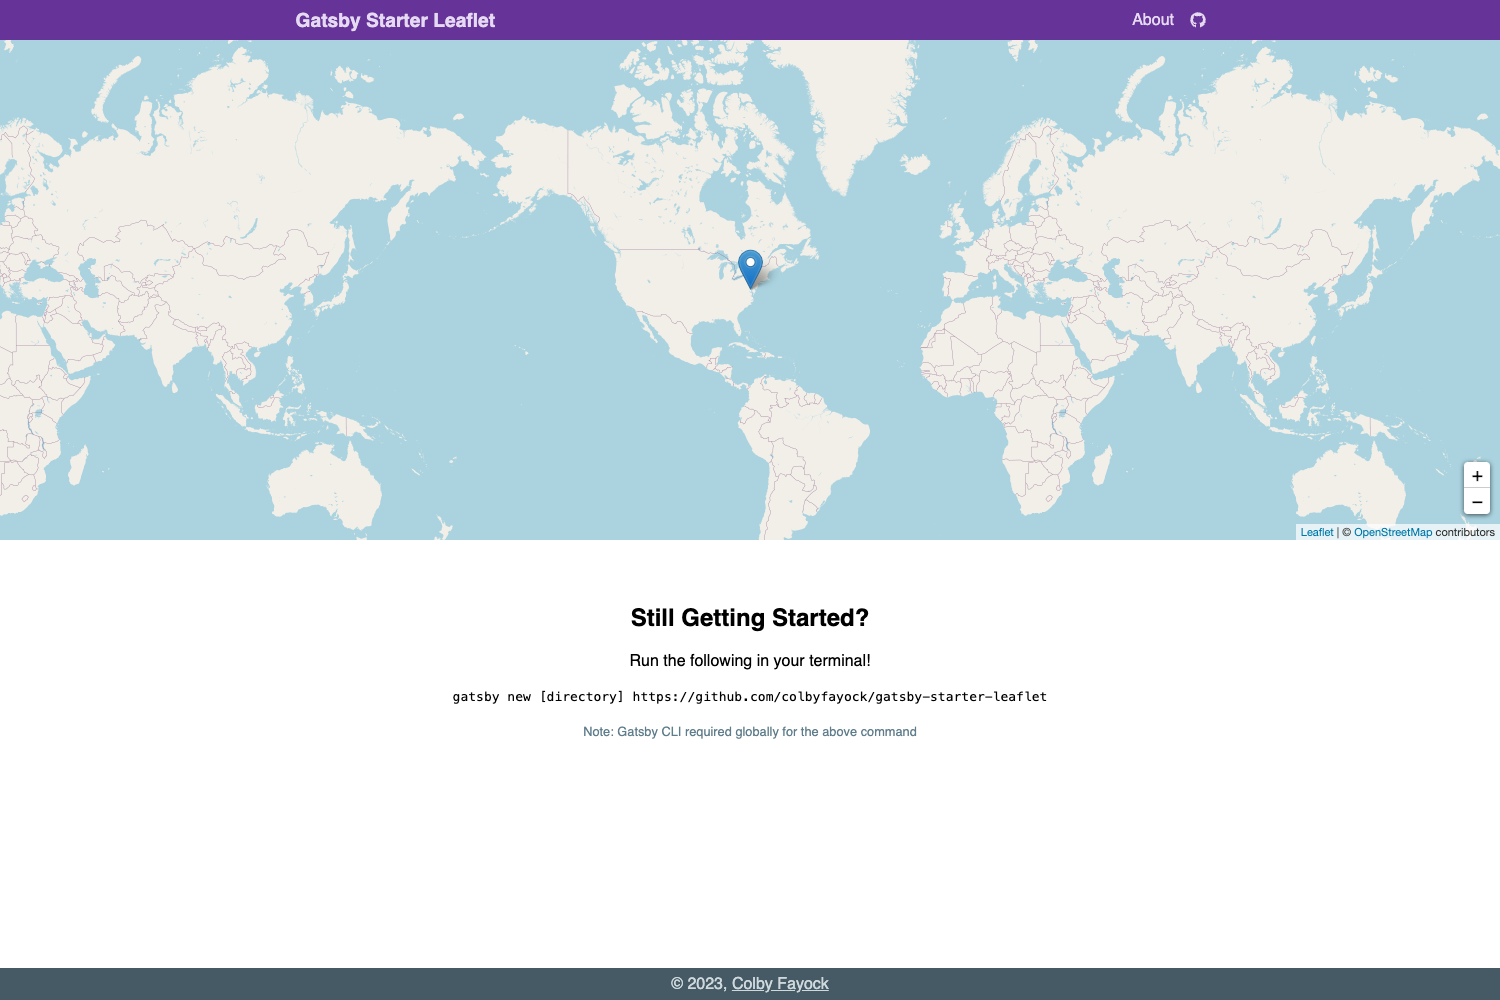 Gatsby Starter Leaflet
About
+
−
Leaflet | © OpenStreetMap contributors
Still Getting Started?
Run the following in your terminal!
gatsby new [directory] https://github.com/colbyfayock/gatsby-starter-leaflet
Note: Gatsby CLI required globally for the above command
© 2023, Colby Fayock